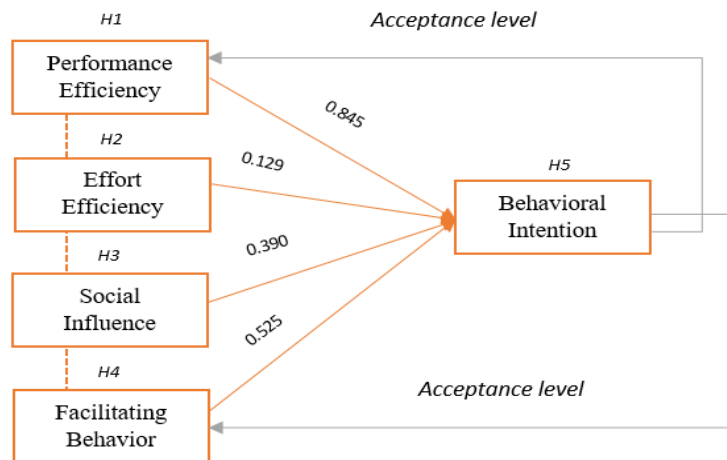 H1
Acceptance level
Performance
Efficiency
0.845
H2
0.129
Effort
Efficiency
H5
Behavioral
Intention
H3
0.390
Social
Influence
0.525
H4
Acceptance level
Facilitating
Behavior